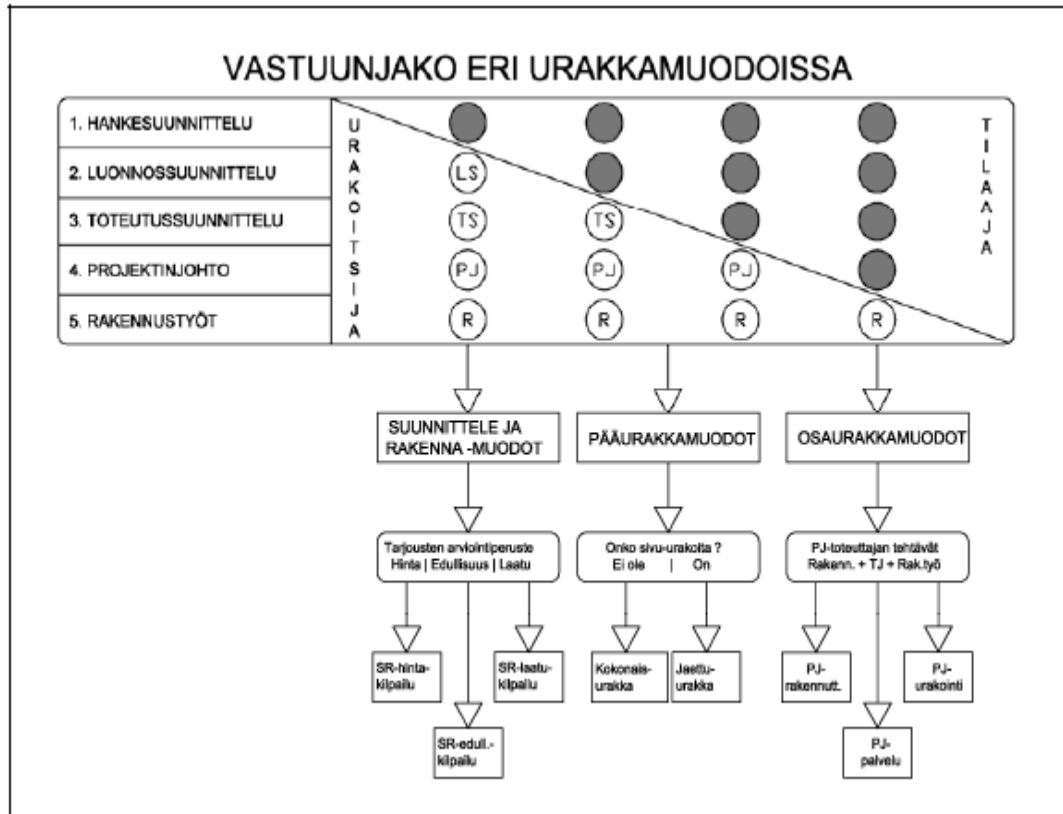 VASTUUNJAKO ERI URAKKAMUODOISSA
1. HANKESUUNNITTELU
2. LUONNOSSUUNNITTELU
3. TOTEUTUSSUUNNITTELU
4. PROJEKTINJOHTO
5. RAKENNUSTYÖT
URAKOITSIJA
LS
TS TS
PJ PJ PJ
R R R R
TILAAJA
SUUNNITTELE JA
RAKENNA -MUODOT
PÄÄURAKKAMUODOT
OSAURAKKAMUODOT
Tarjousten arviointiperuste
Hinta | Edullisuus | Laatu
Onko sivu-urakoita ?
Ei ole | On
PJ-toteuttajan tehtävät
Rakenn. + TJ + Rak.työ
SR-hinta-
kilpailu
SR-laatu-
kilpailu
Kokonais-
urakka
Jaettu-
urakka
PJ-
rakennutt.
PJ-
urakointi
SR-edull.-
kilpailu
PJ-
palvelu